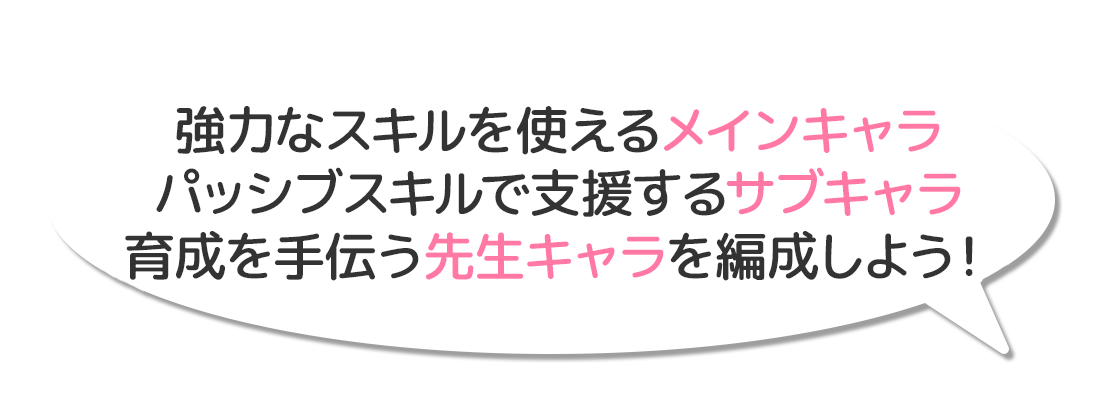 強力なスキルを使えるメインキャラ
パッシブスキルで支援するサブキャラ
育成を手伝う先生キャラを編成しよう！